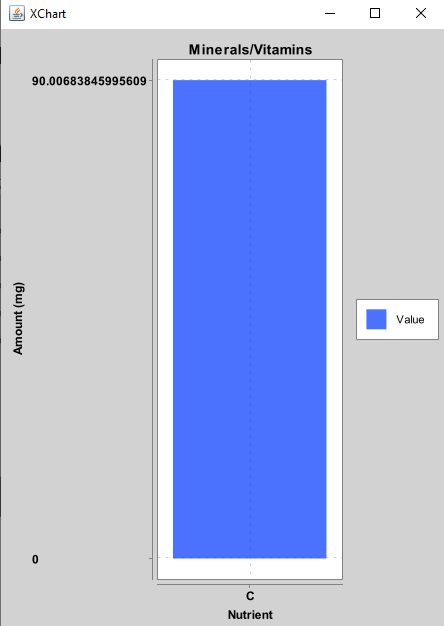 XChart
Minerals/Vitamins
90.00683845995609
Amount (mg)
Value
0
C
Nutrient